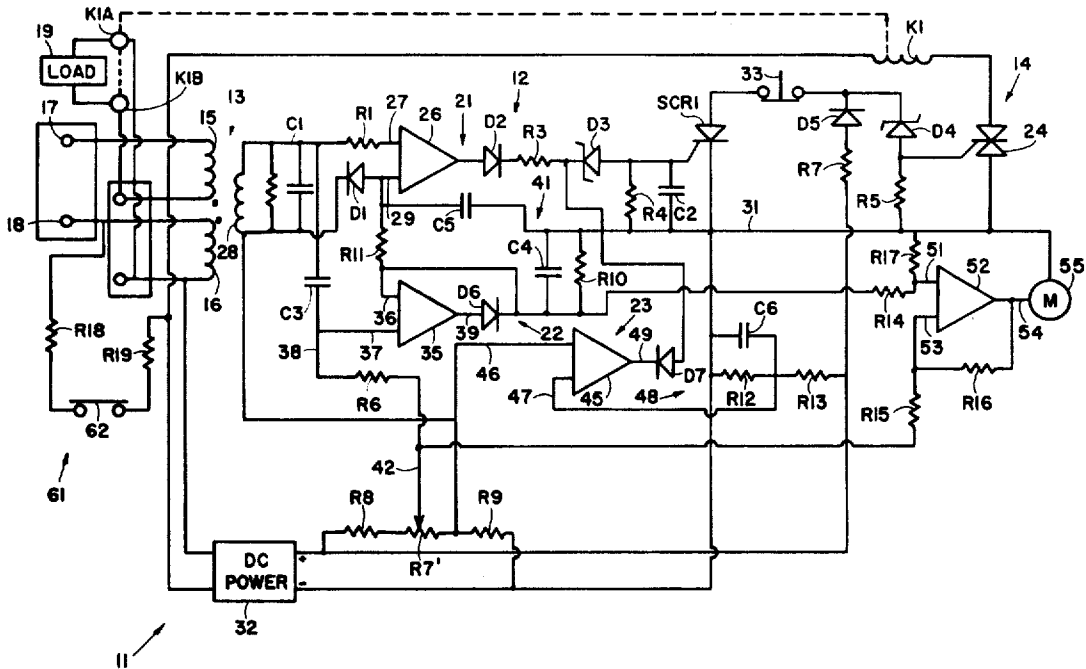 K1A
19
LOAD
K1B
K1
14
33
13
17
15
C1
R1
27
26
21
12
D2
R3
D3
SCR1
D5
D4
24
R7
R5
D1
29
C5
41
R4
C2
31
18
28
16
R11
C4
R10
R17
51
52
55
C3
36
D6
35
39
22
23
C6
R14
53
54
M
R18
R19
38
37
46
49
D7
47
45
48
R12
R13
R16
R15
R6
62
61
42
R8
R9
R7'
DC
POWER
+
-
32
11